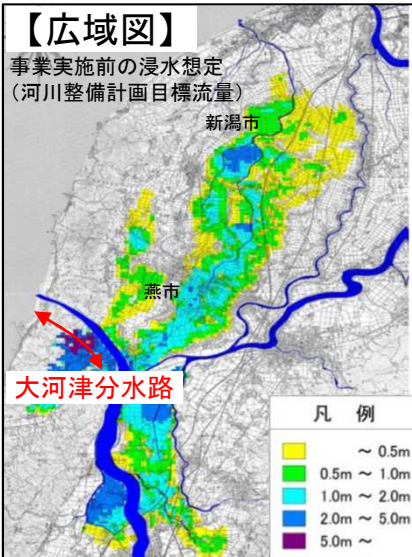 【広域図】
事業実施前の浸水想定
（河川整備計画目標流量）
新潟市
燕市
大河津分水路
凡 例
～ 0.5m
0.5m ～ 1.0m
1.0m ～ 2.0m
2.0m ～ 5.0m
5.0m ～